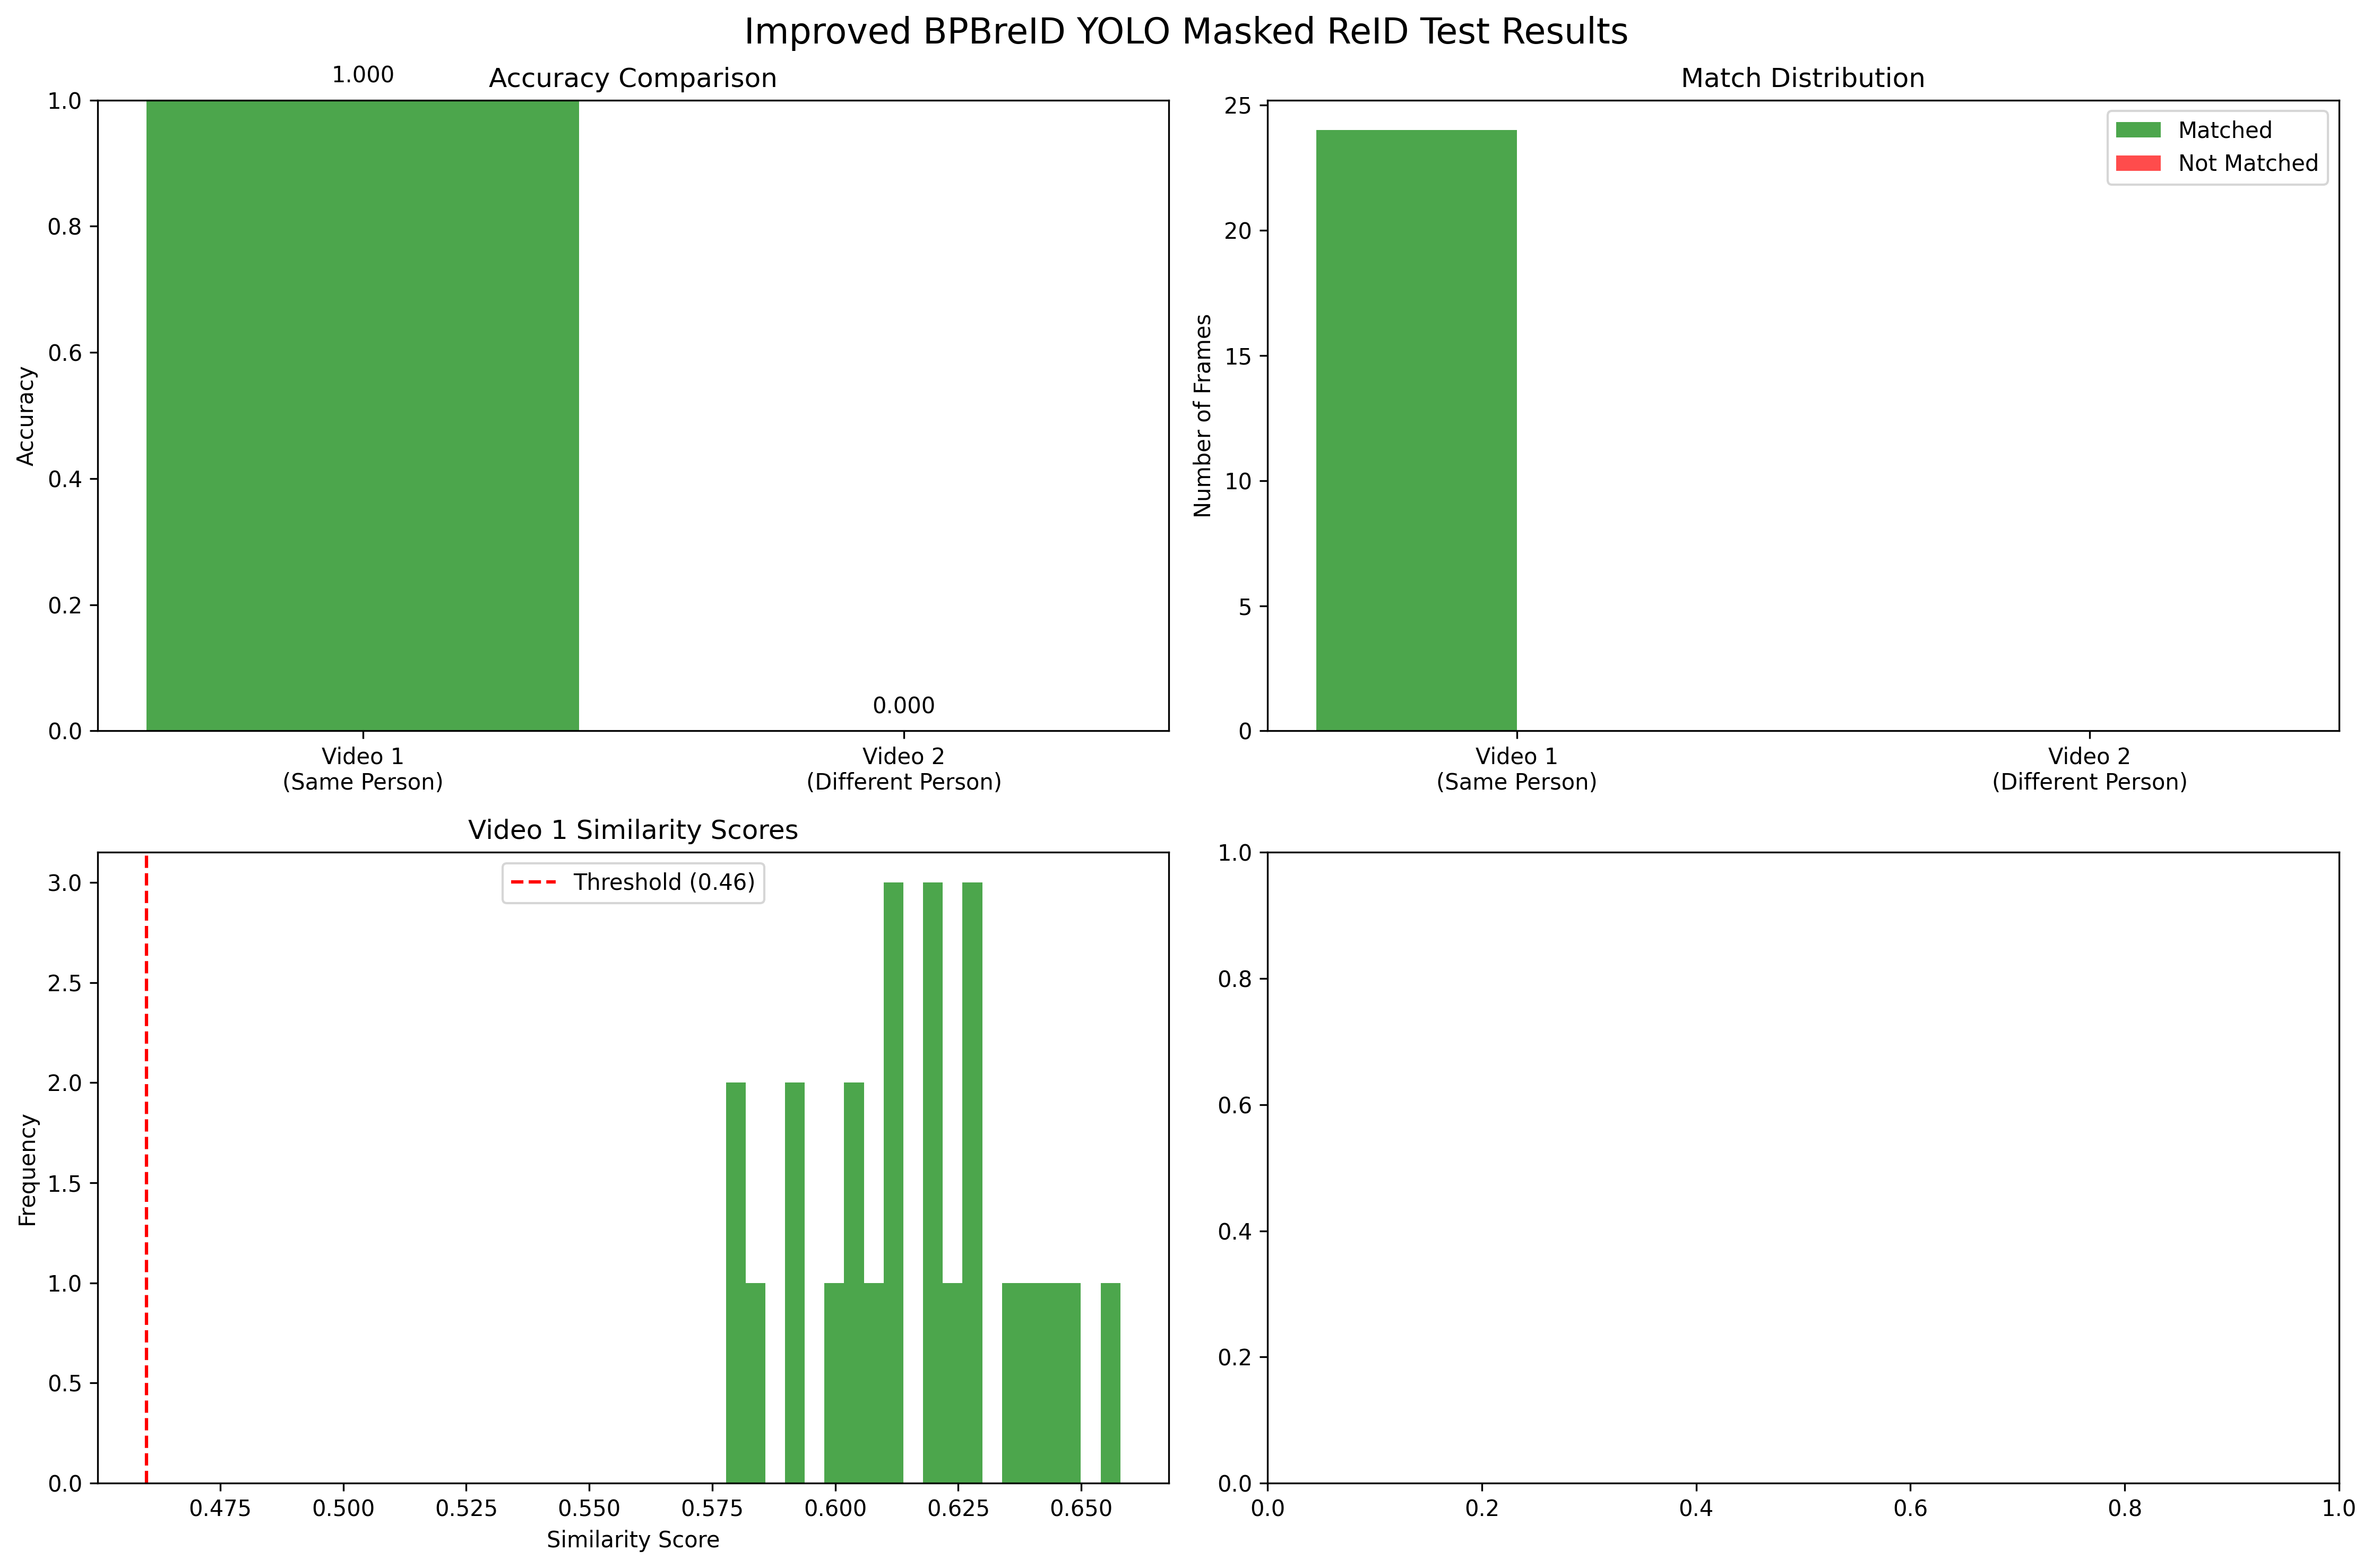 Improved BPBreID YOLO Masked ReID Test Results
Accuracy Comparison
1.000
1.0
0.8
0.6
0.4
0.2
0.0
Accuracy
0.000
Video 1
(Same Person)
Video 2
(Different Person)
Match Distribution
25
20
15
10
5
0
Number of Frames
Matched
Not Matched
Video 1
(Same Person)
Video 2
(Different Person)
Video 1 Similarity Scores
Threshold (0.46)
3.0
2.5
2.0
1.5
1.0
0.5
0.0
Frequency
0.475
0.500
0.525
0.550
0.575
0.600
0.625
0.650
Similarity Score
1.0
0.8
0.6
0.4
0.2
0.0
0.0
0.2
0.4
0.6
0.8
1.0